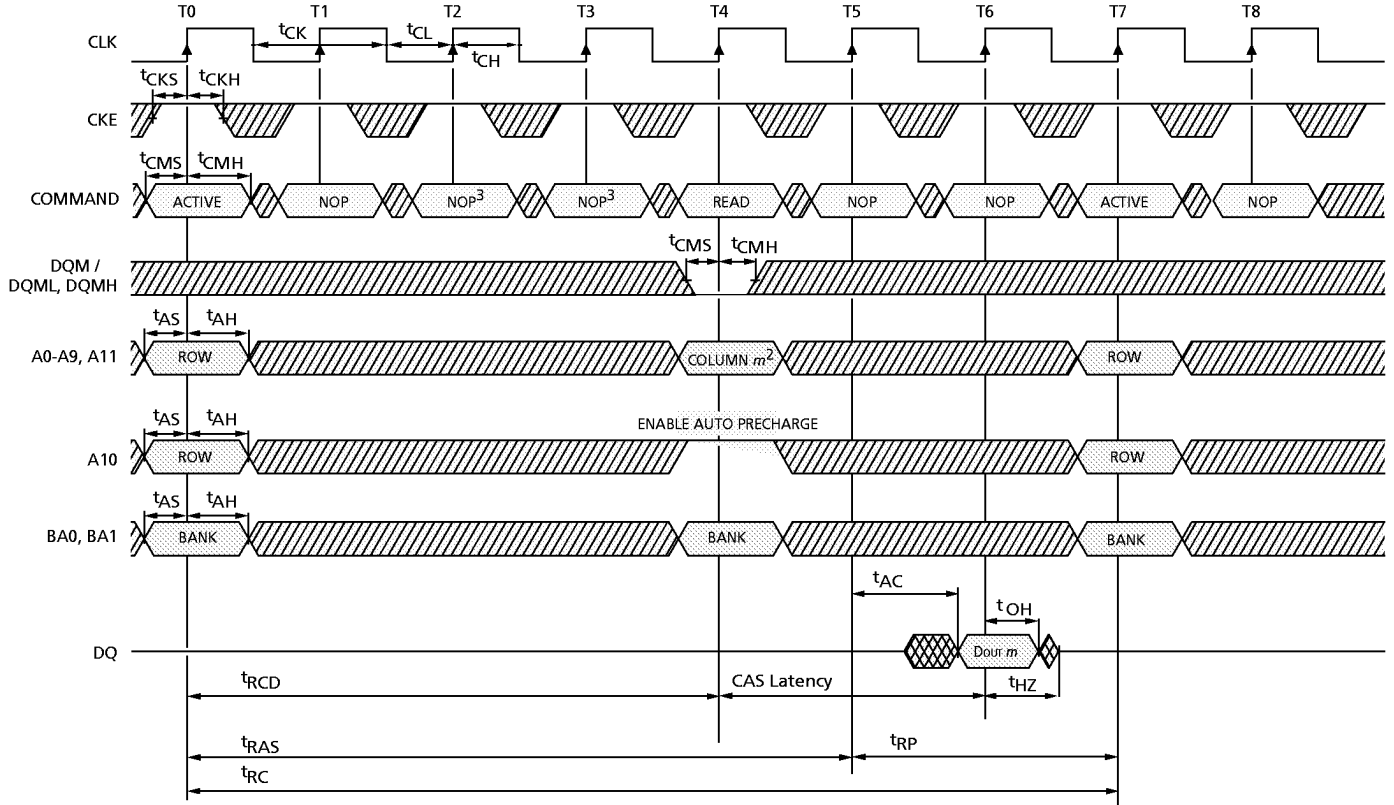 T0 T1 T2 T3 T4 T5 T6 T7 T8
CLK
tCK tCL
tCH
tCKS tCKH
CKE
tCMS tCMH
COMMAND
ACTIVE NOP NOP3 NOP3 READ NOP NOP ACTIVE NOP
tCMS tCMH
DQM /
DQML, DQMH
tAS tAH
A0-A9, A11
ROW COLUMN m2 ROW
tAS tAH
ENABLE AUTO PRECHARGE
A10
ROW ROW
tAS tAH
BA0, BA1
BANK BANK BANK
tAC
tOH
DQ
DOUT m
tRCD CAS Latency tHZ
tRAS tRP
tRC